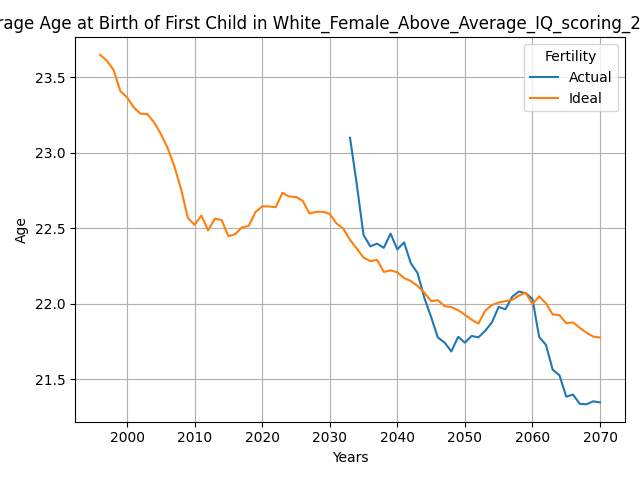 rage Age at Birth of First Child in White_Female_Above_Average_IQ_scoring_2
Fertility
Actual
Ideal
23.5
23.0
22.5
22.0
21.5
Age
2000
2010
2020
2030
2040
2050
2060
2070
Years